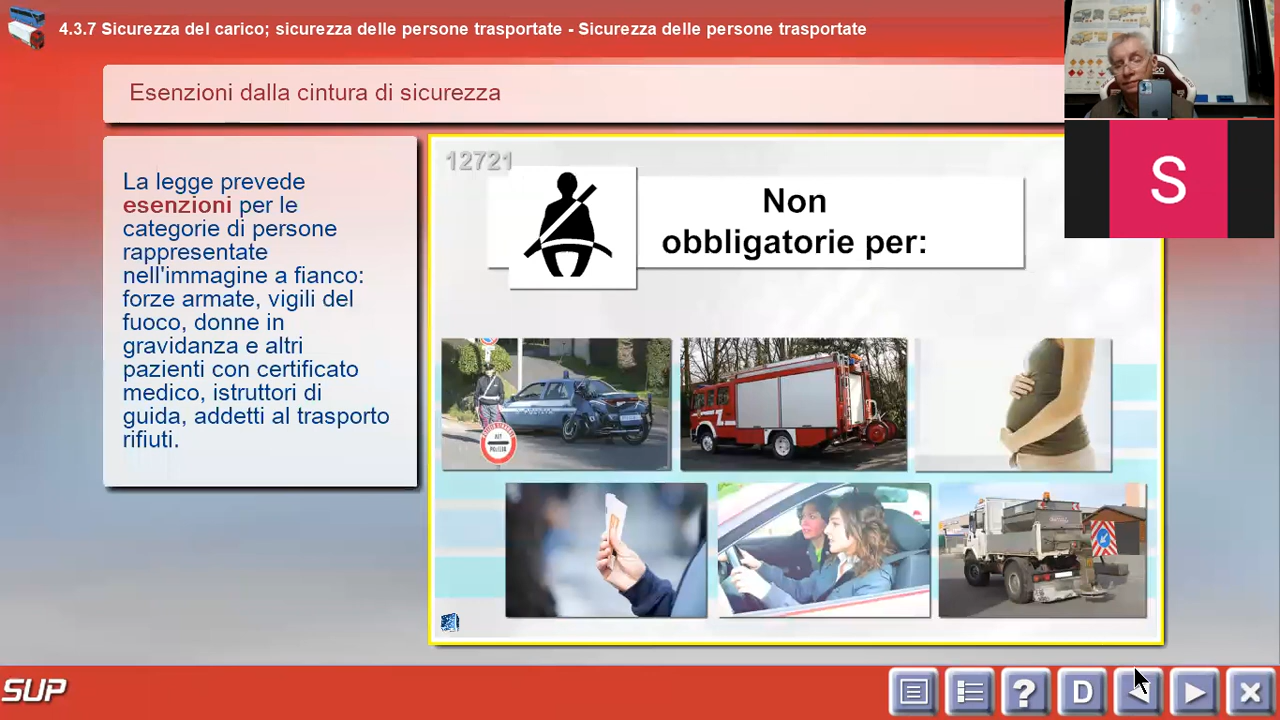 4.3.7 Sicurezza del carico; sicurezza delle persone trasportate - Sicurezza delle persone trasportate
Esenzioni dalla cintura di sicurezza
La legge prevede
esenzioni per le
categorie di persone
rappresentate
nell'immagine a fianco:
forze armate, vigili del
fuoco, donne in
gravidanza e altri
pazienti con certificato
medico, istruttori di
guida, addetti al trasporto
rifiuti.
12721
Non
obbligatorie per:
POLIZIA
ALT
POLIZIA
S
SUP
?
D